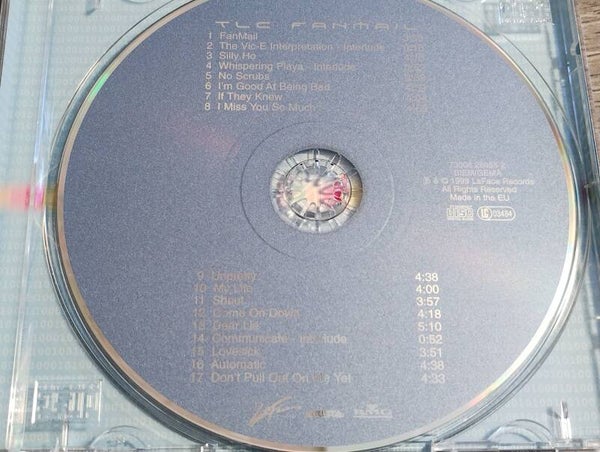 TLC FANMAIL
1 FanMail
2 The Vic-E Interpretation - Interlude
3 Silly Ho
4 Whispering Playa - Interlude
5 No Scrubs
6 I'm Good At Being Bad
7 If They Knew
8 I Miss You So Much
℗ & © 1999 LaFace Records
All Rights Reserved
Made in the EU
9 Unpretty 4:38
10 My Life 4:00
11 Shout 3:57
12 Come On Down 4:18
13 Dear Lie 5:10
14 Communicate - Interlude 0:52
15 Lovesick 3:51
16 Automatic 4:38
17 Don't Pull Out On Me Yet 4:33
BMG